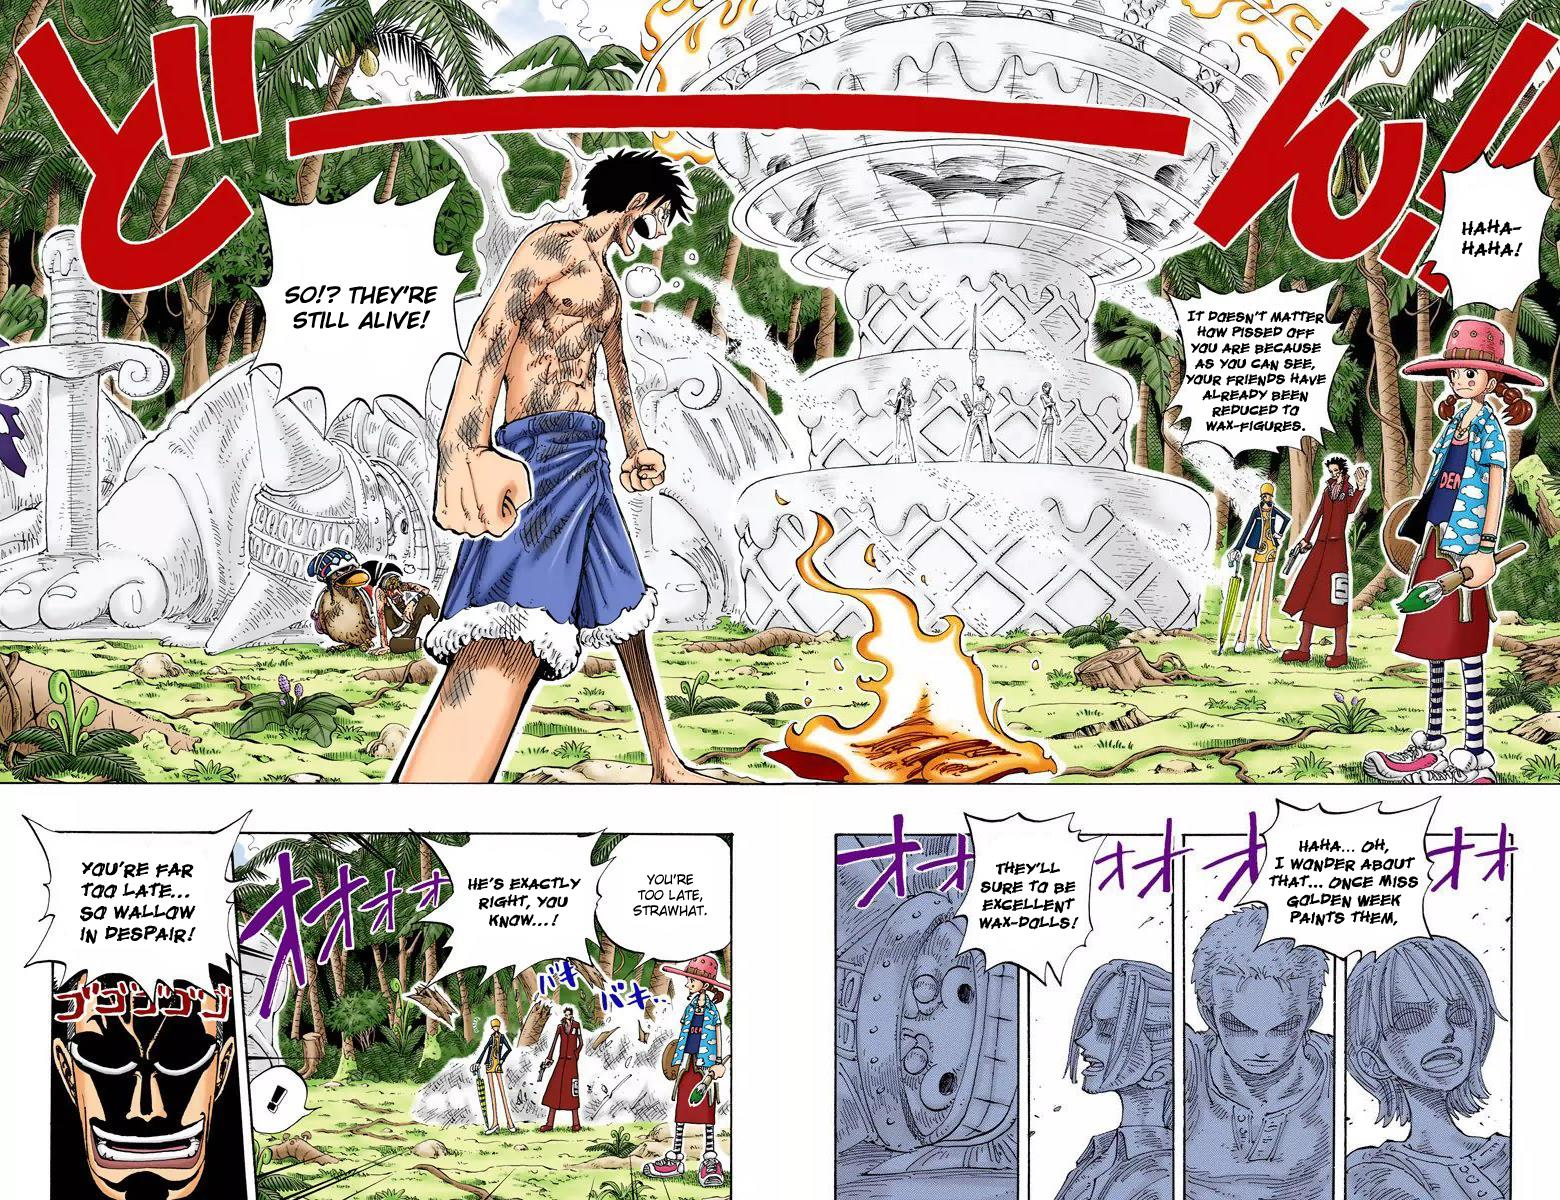 どーーん!!
HAHA-
HAHA!
IT DOESN'T MATTER
HOW PISSED OFF
YOU ARE BECAUSE
AS YOU CAN SEE,
YOUR FRIENDS HAVE
ALREADY BEEN
REDUCED TO
WAX-FIGURES.
SO!? THEY'RE
STILL ALIVE!
DEN
HAHA... OH,
I WONDER ABOUT
THAT... ONCE MISS
GOLDEN WEEK
PAINTS THEM,
THEY'LL
SURE TO BE
EXCELLENT
WAX-DOLLS!
オオ
オオ
オオ
オオ
YOU'RE
TOO LATE,
STRAWHAT.
HE'S EXACTLY
RIGHT, YOU
KNOW...!
バキ
バキ..
オオオオ
!
YOU'RE FAR
TOO LATE...
SO WALLOW
IN DESPAIR!
ゴゴゴゴゴ